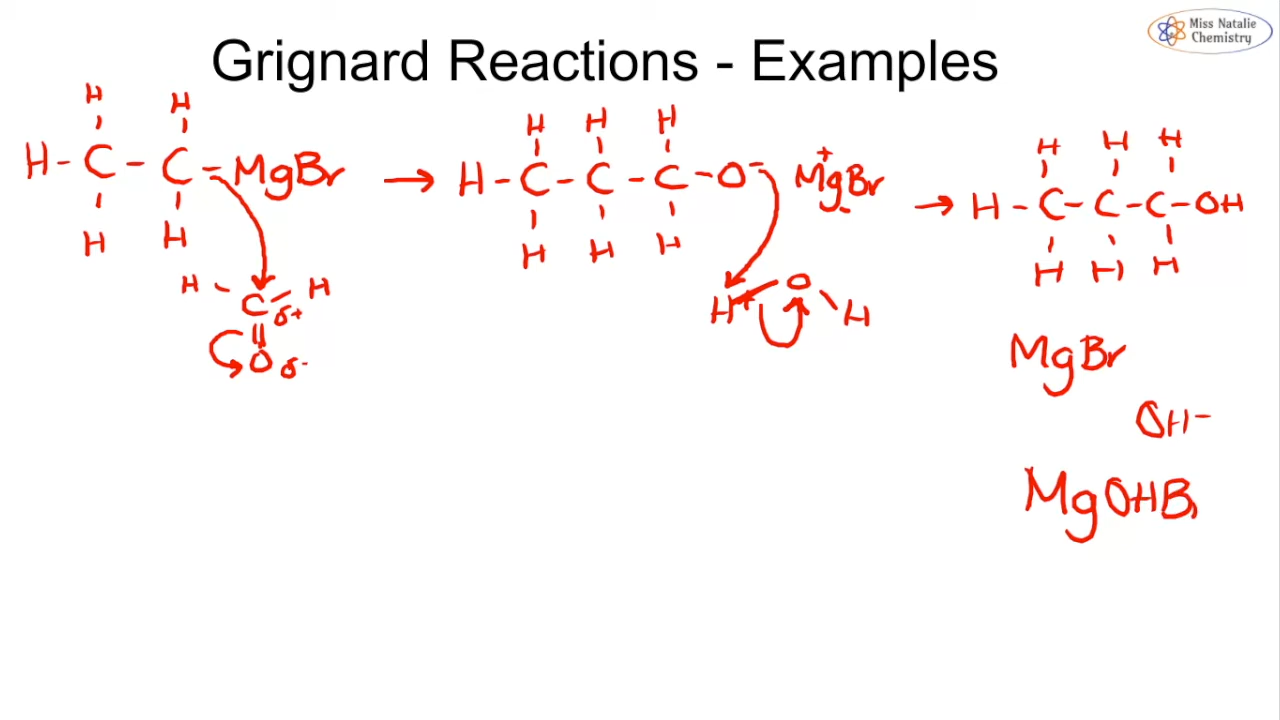 Miss Natalie
Chemistry
Grignard Reactions - Examples
H H
H - C - C - MgBr
H H
H C H
δ+
O δ-
→
H H H
H - C - C - C - O⁻ MgBr⁺
H H H
H⁺ O H
→
H H H
H - C - C - C - OH
H H H
MgBr
OH⁻
MgOHBr